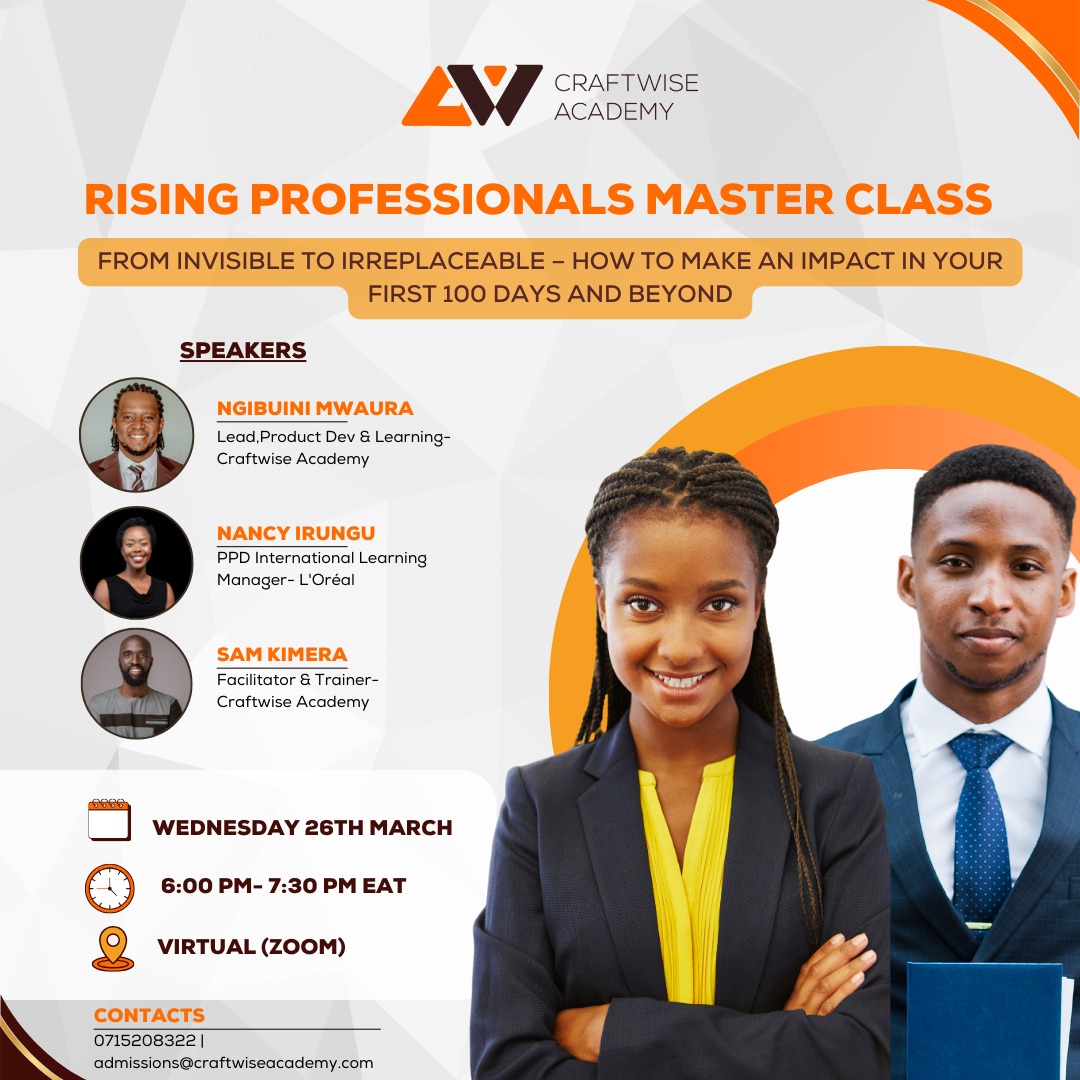 CRAFTWISE
ACADEMY
RISING PROFESSIONALS MASTER CLASS
FROM INVISIBLE TO IRREPLACEABLE – HOW TO MAKE AN IMPACT IN YOUR
FIRST 100 DAYS AND BEYOND
SPEAKERS
NGIBUINI MWAURA
Lead,Product Dev & Learning-
Craftwise Academy
NANCY IRUNGU
PPD International Learning
Manager- L'Oréal
SAM KIMERA
Facilitator & Trainer-
Craftwise Academy
WEDNESDAY 26TH MARCH
6:00 PM- 7:30 PM EAT
VIRTUAL (ZOOM)
CONTACTS
0715208322 |
admissions@craftwiseacademy.com